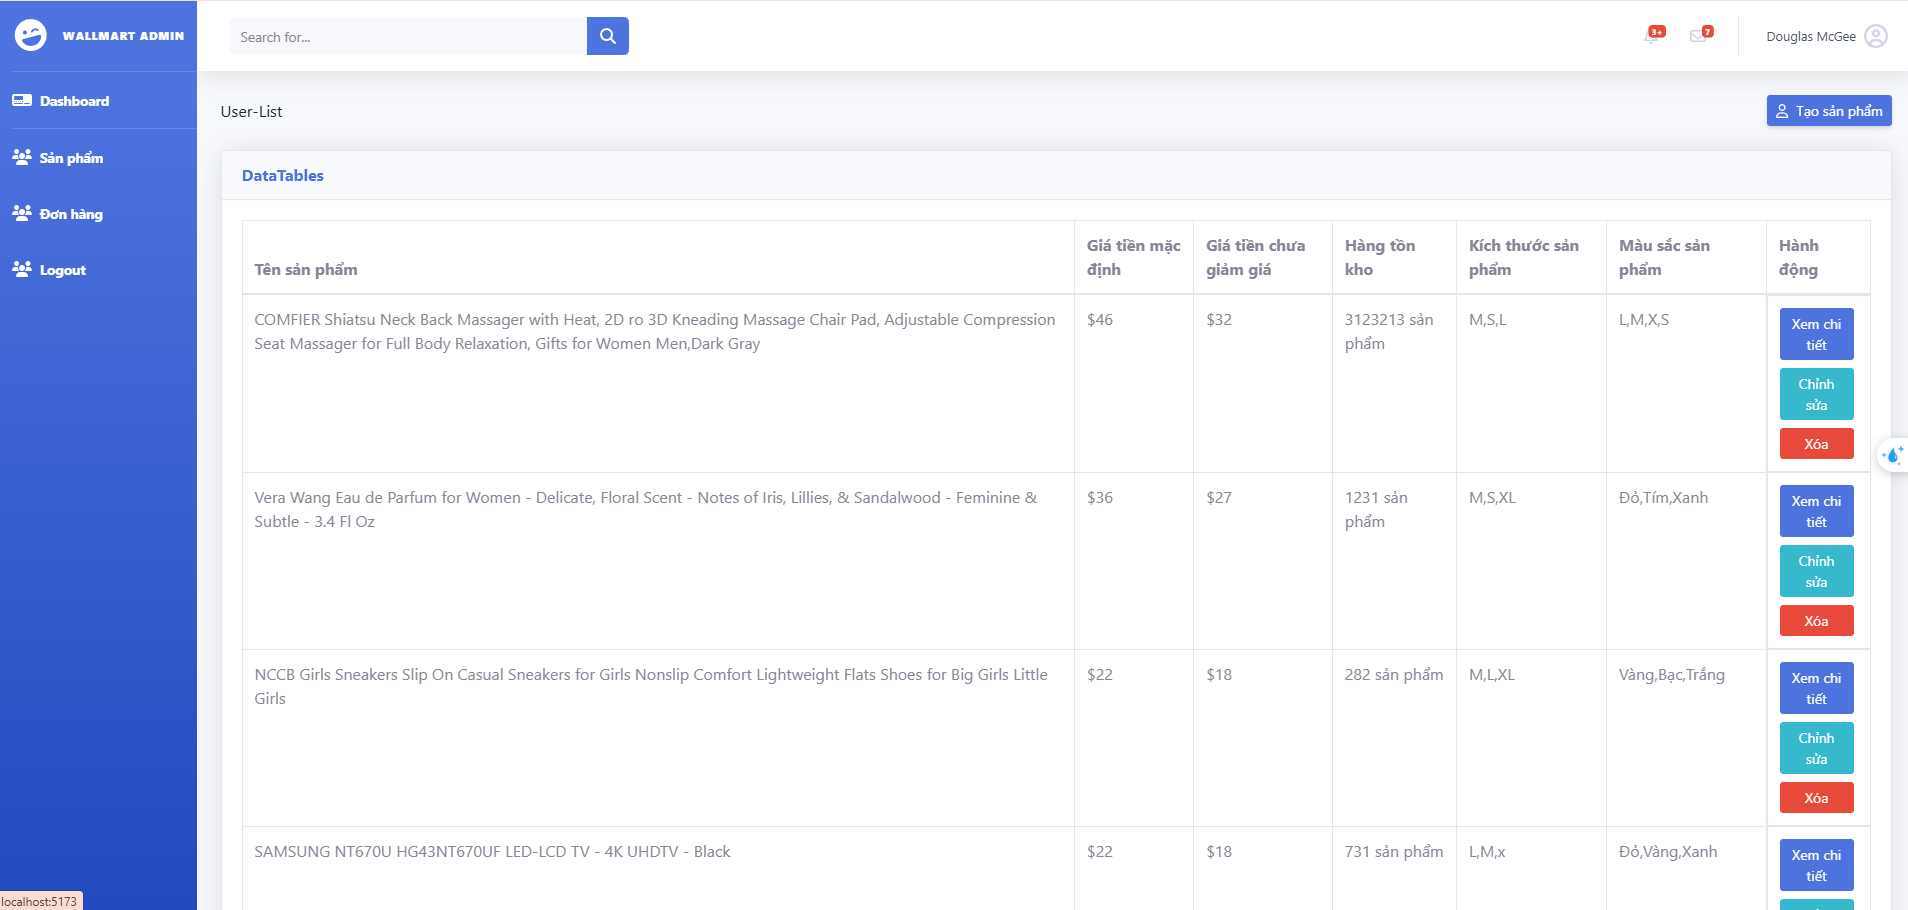 WALLMART ADMIN
Search for...
3+
7
Douglas McGee
Dashboard
Sản phẩm
Đơn hàng
Logout
User-List
Tạo sản phẩm
DataTables
Tên sản phẩm
Giá tiền mặc
định
Giá tiền chưa
giảm giá
Hàng tồn
kho
Kích thước sản
phẩm
Màu sắc sản
phẩm
Hành
động
COMFIER Shiatsu Neck Back Massager with Heat, 2D ro 3D Kneading Massage Chair Pad, Adjustable Compression
Seat Massager for Full Body Relaxation, Gifts for Women Men,Dark Gray
$46
$32
3123213 sản
phẩm
M,S,L
L,M,X,S
Xem chi
tiết
Chỉnh
sửa
Xóa
Vera Wang Eau de Parfum for Women - Delicate, Floral Scent - Notes of Iris, Lillies, & Sandalwood - Feminine &
Subtle - 3.4 Fl Oz
$36
$27
1231 sản
phẩm
M,S,XL
Đỏ,Tím,Xanh
Xem chi
tiết
Chỉnh
sửa
Xóa
NCCB Girls Sneakers Slip On Casual Sneakers for Girls Nonslip Comfort Lightweight Flats Shoes for Big Girls Little
Girls
$22
$18
282 sản phẩm
M,L,XL
Vàng,Bạc,Trắng
Xem chi
tiết
Chỉnh
sửa
Xóa
SAMSUNG NT670U HG43NT670UF LED-LCD TV - 4K UHDTV - Black
$22
$18
731 sản phẩm
L,M,x
Đỏ,Vàng,Xanh
Xem chi
tiết
localhost:5173